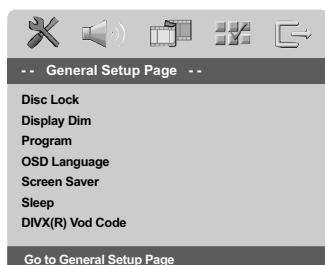 -- General Setup Page --
Disc Lock
Display Dim
Program
OSD Language
Screen Saver
Sleep
DIVX(R) Vod Code
Go to General Setup Page